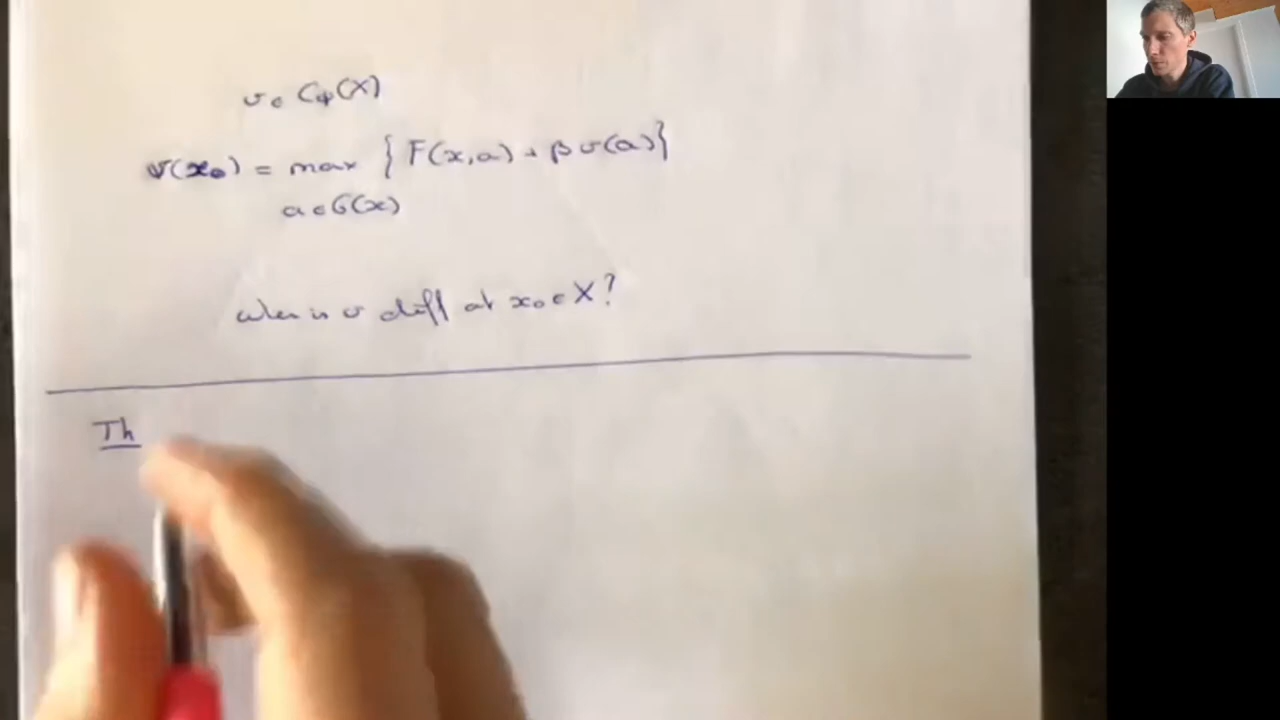 v ∈ Cφ(X)
v(x₀) = max { F(x,a) + β v(a) }
a ∈ G(x)
when is v diff at x₀ ∈ X?
Th